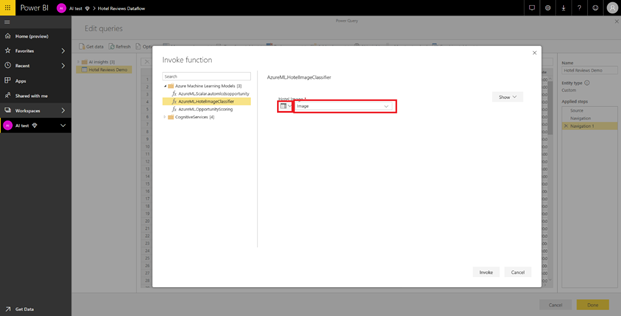 Power BI
AI test > Hotel Reviews Dataflow
Power Query
Edit queries
Get data
Refresh
Home (preview)
Favorites
Recent
Apps
Shared with me
Workspaces
AI test
Get Data
AI insights [3]
Hotel Reviews Demo
Invoke function
Search
Azure Machine Learning Models [3]
AzureML.HotelImageClassifier
AzureML.OpportunityScoring
CognitiveServices [4]
AzureML.HotelImageClassifier
Show
Image
Invoke
Cancel
Name
Hotel Reviews Demo
Entity type
Custom
Applied steps
Source
Navigation
Navigation 1
Cancel
Done